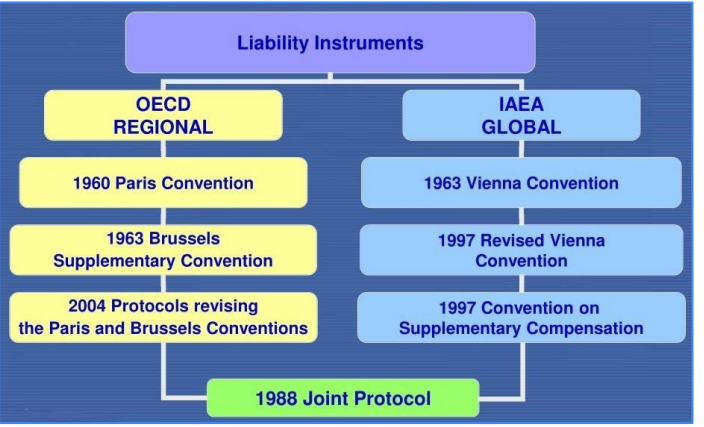 Liability Instruments
OECD
REGIONAL
IAEA
GLOBAL
1960 Paris Convention
1963 Vienna Convention
1963 Brussels
Supplementary Convention
1997 Revised Vienna
Convention
2004 Protocols revising
the Paris and Brussels Conventions
1997 Convention on
Supplementary Compensation
1988 Joint Protocol